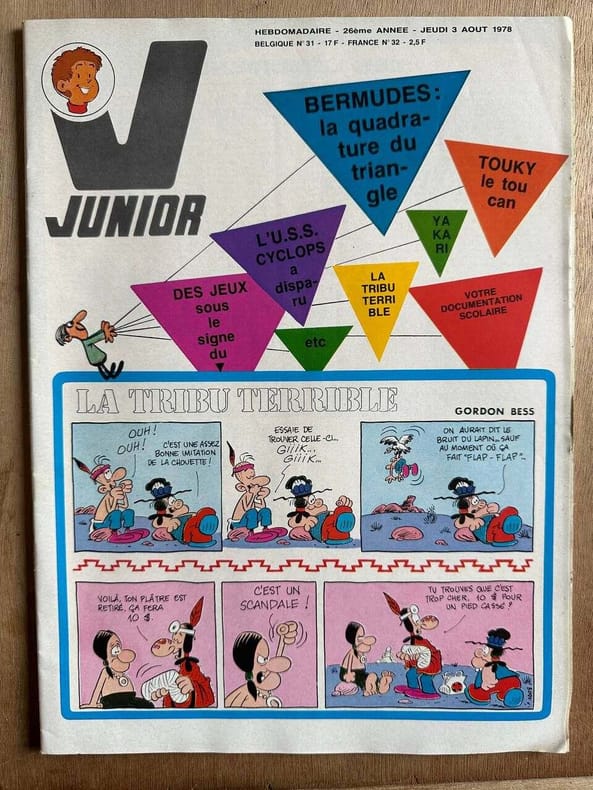 HEBDOMADAIRE - 26ème ANNEE - JEUDI 3 AOUT 1978
BELGIQUE N° 31 - 17 F - FRANCE N° 32 - 2,5 F
J
JUNIOR
BERMUDES :
la quadra-
ture du
trian-
gle
TOUKY
le tou
can
YA
KA
RI
L'U.S.S.
CYCLOPS
a
dispa-
ru
LA
TRIBU
TERRI
BLE
VOTRE
DOCUMENTATION
SCOLAIRE
DES JEUX
sous
le
signe
du
etc
LA TRIBU TERRIBLE
GORDON BESS
OUH !
OUH !
C'EST UNE ASSEZ
BONNE IMITATION
DE LA CHOUETTE !
ESSAIE DE
TROUVER CELLE-CI...
GIIIK...
GIIIK...
ON AURAIT DIT LE
BRUIT DU LAPIN... SAUF
AU MOMENT OÙ ÇA
FAIT "FLAP - FLAP"...
VOILÀ, TON PLÂTRE EST
RETIRÉ, ÇA FERA
10 $.
C'EST UN
SCANDALE !
TU TROUVES QUE C'EST
TROP CHER, 10 $ POUR
UN PIED CASSÉ ?